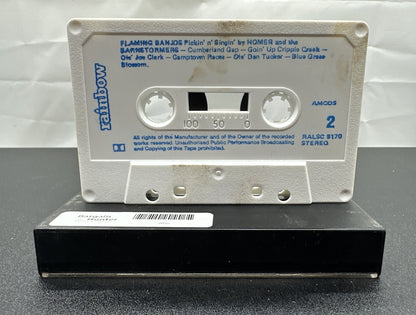 FLAMING BANJOS Pickin' n' Singin' by HOMER and the
BARNSTORMERS - Cumberland Gap - Goin' Up Cripple Creek -
Ole' Joe Clark - Camptown Races - Ole' Dan Tucker - Blue Grass
Blossom.
rainbow
AMCOS
2
100 50 0
All rights of the Manufacturer and of the Owner of the recorded
works reserved. Unauthorised Public Performance Broadcasting
and Copying of this Tape prohibited.
RALSC 8179
STEREO
Bargain
Hunter